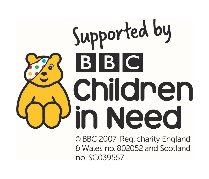 Supported by
BBC
Children
in Need
© BBC 2007 Reg. charity England
& Wales no. 802052 and Scotland
no. SC039557